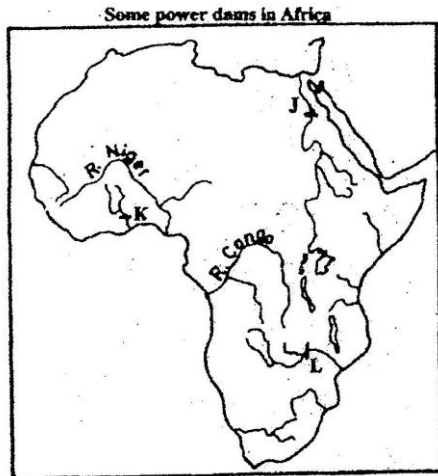 Some power dams in Africa
J
R. Niger
K
R. Congo
L